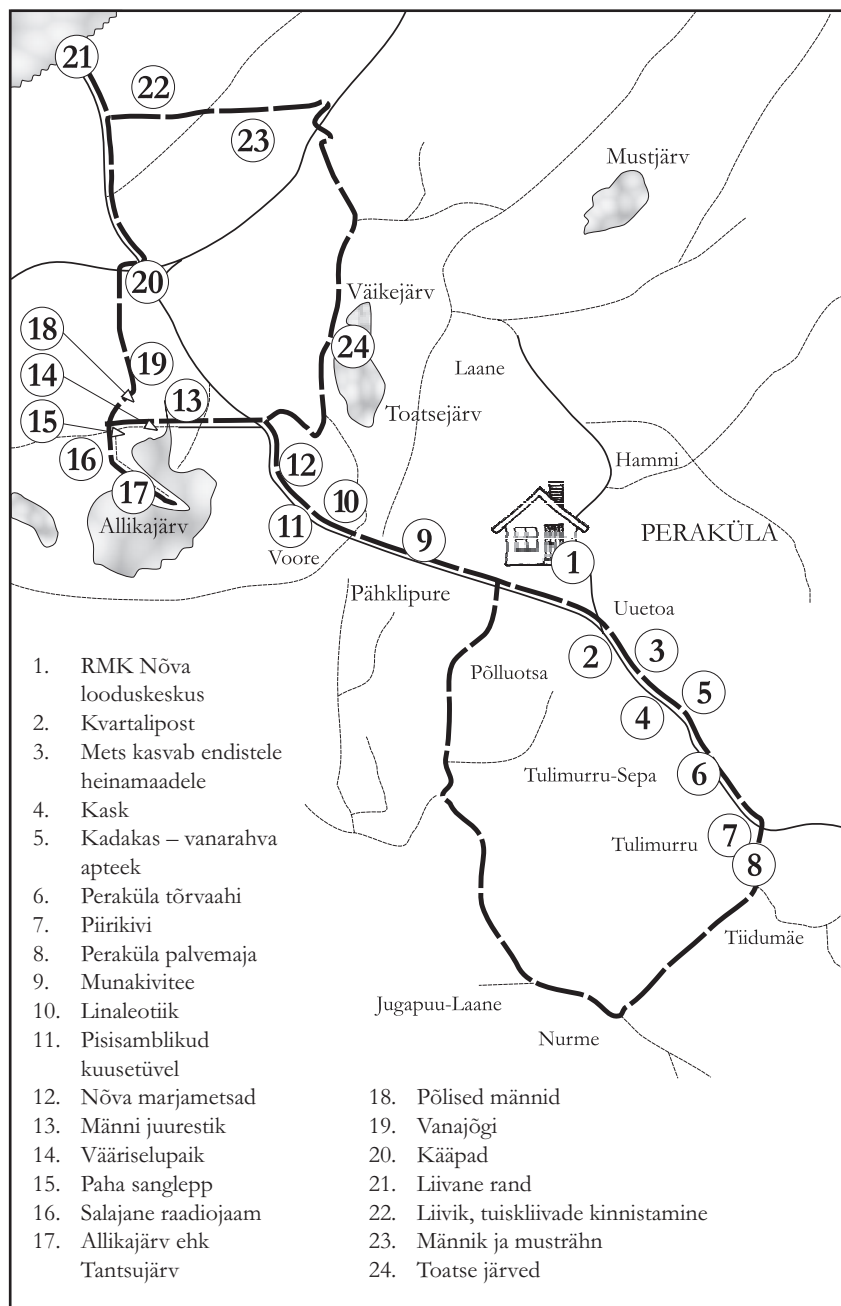 21
22
23
Mustjärv
20
Väikejärv
18
24
19
14
Laane
13
Toatsejärv
15
16
12
Hammi
17
10
Allikajärv
11
9
PERAKÜLA
Voore
1
Pähklipure
Uuetoa
2
3
Põlluotsa
5
4
Tulimurru-Sepa
6
Tulimurru
7
8
Tiidumäe
Jugapuu-Laane
Nurme
1. RMK Nõva
looduskeskus
2. Kvartalipost
3. Mets kasvab endistele
heinamaadele
4. Kask
5. Kadakas – vanarahva
apteek
6. Peraküla tõrvaahi
7. Piirikivi
8. Peraküla palvemaja
9. Munakivitee
10. Linaleotiik
11. Pisisamblikud
kuusetüvel
12. Nõva marjametsad
13. Männi juurestik
14. Vääriselupaik
15. Paha sanglepp
16. Salajane raadiojaam
17. Allikajärv ehk
Tantsujärv
18. Põlised männid
19. Vanajõgi
20. Kääpad
21. Liivane rand
22. Liivik, tuiskliivade kinnistamine
23. Männik ja musträhn
24. Toatse järved